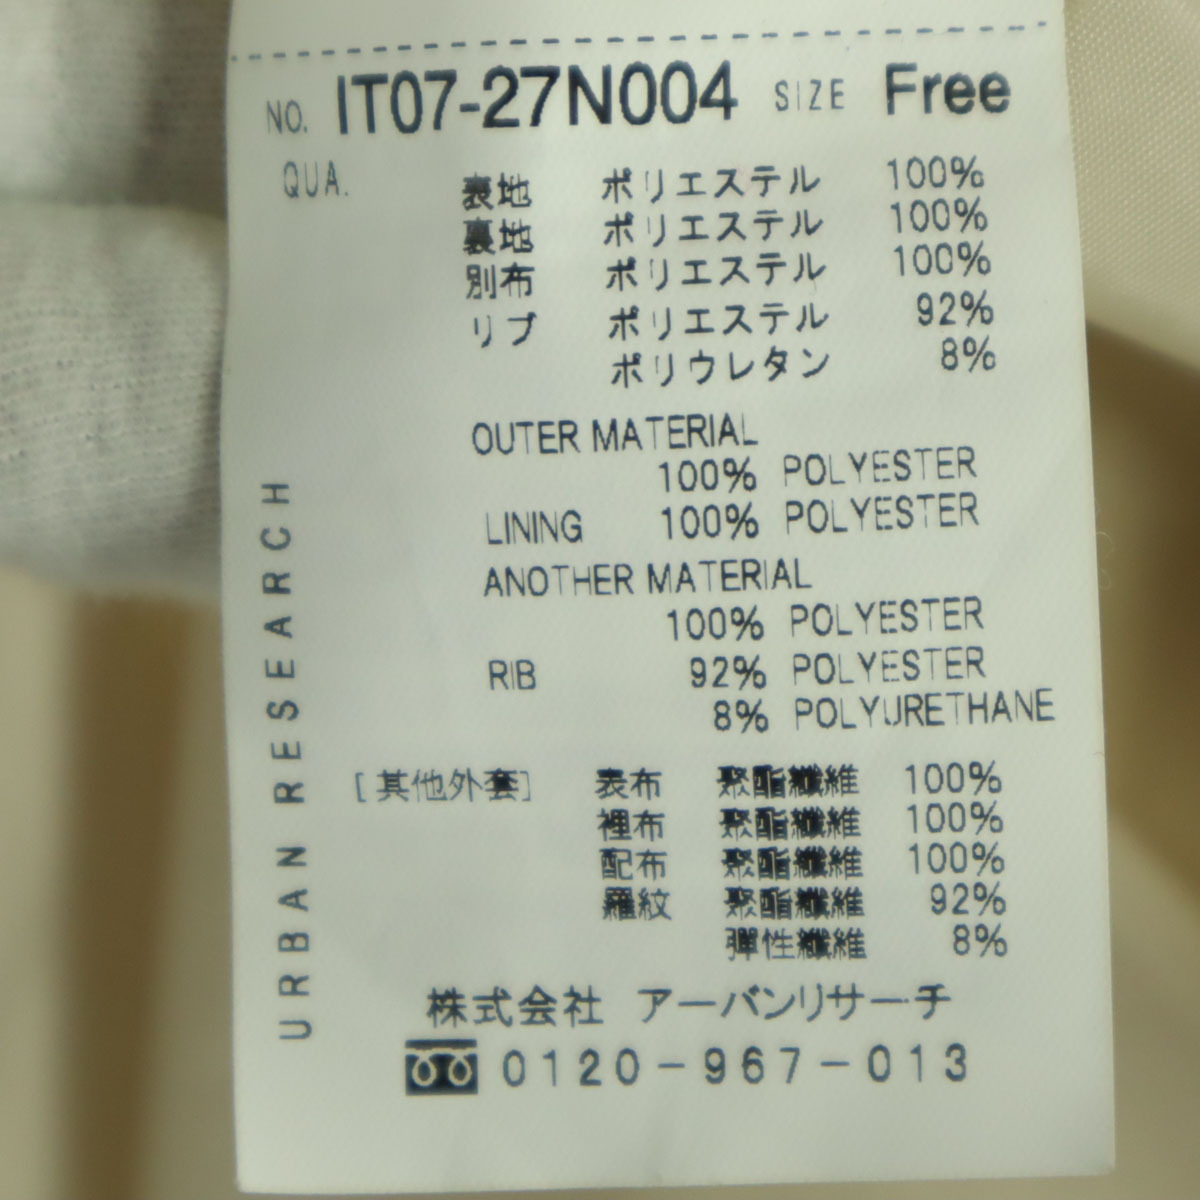 NO. IT07-27N004 SIZE Free
QUA.
表地 ポリエステル 100%
裏地 ポリエステル 100%
別布 ポリエステル 100%
リブ ポリエステル 92%
ポリウレタン 8%
OUTER MATERIAL
100% POLYESTER
LINING 100% POLYESTER
ANOTHER MATERIAL
100% POLYESTER
RIB 92% POLYESTER
8% POLYURETHANE
[其他外套] 表布 聚酯纖維 100%
裡布 聚酯纖維 100%
配布 聚酯纖維 100%
羅紋 聚酯纖維 92%
彈性纖維 8%
URBAN RESEARCH
株式会社 アーバンリサーチ
0120-967-013